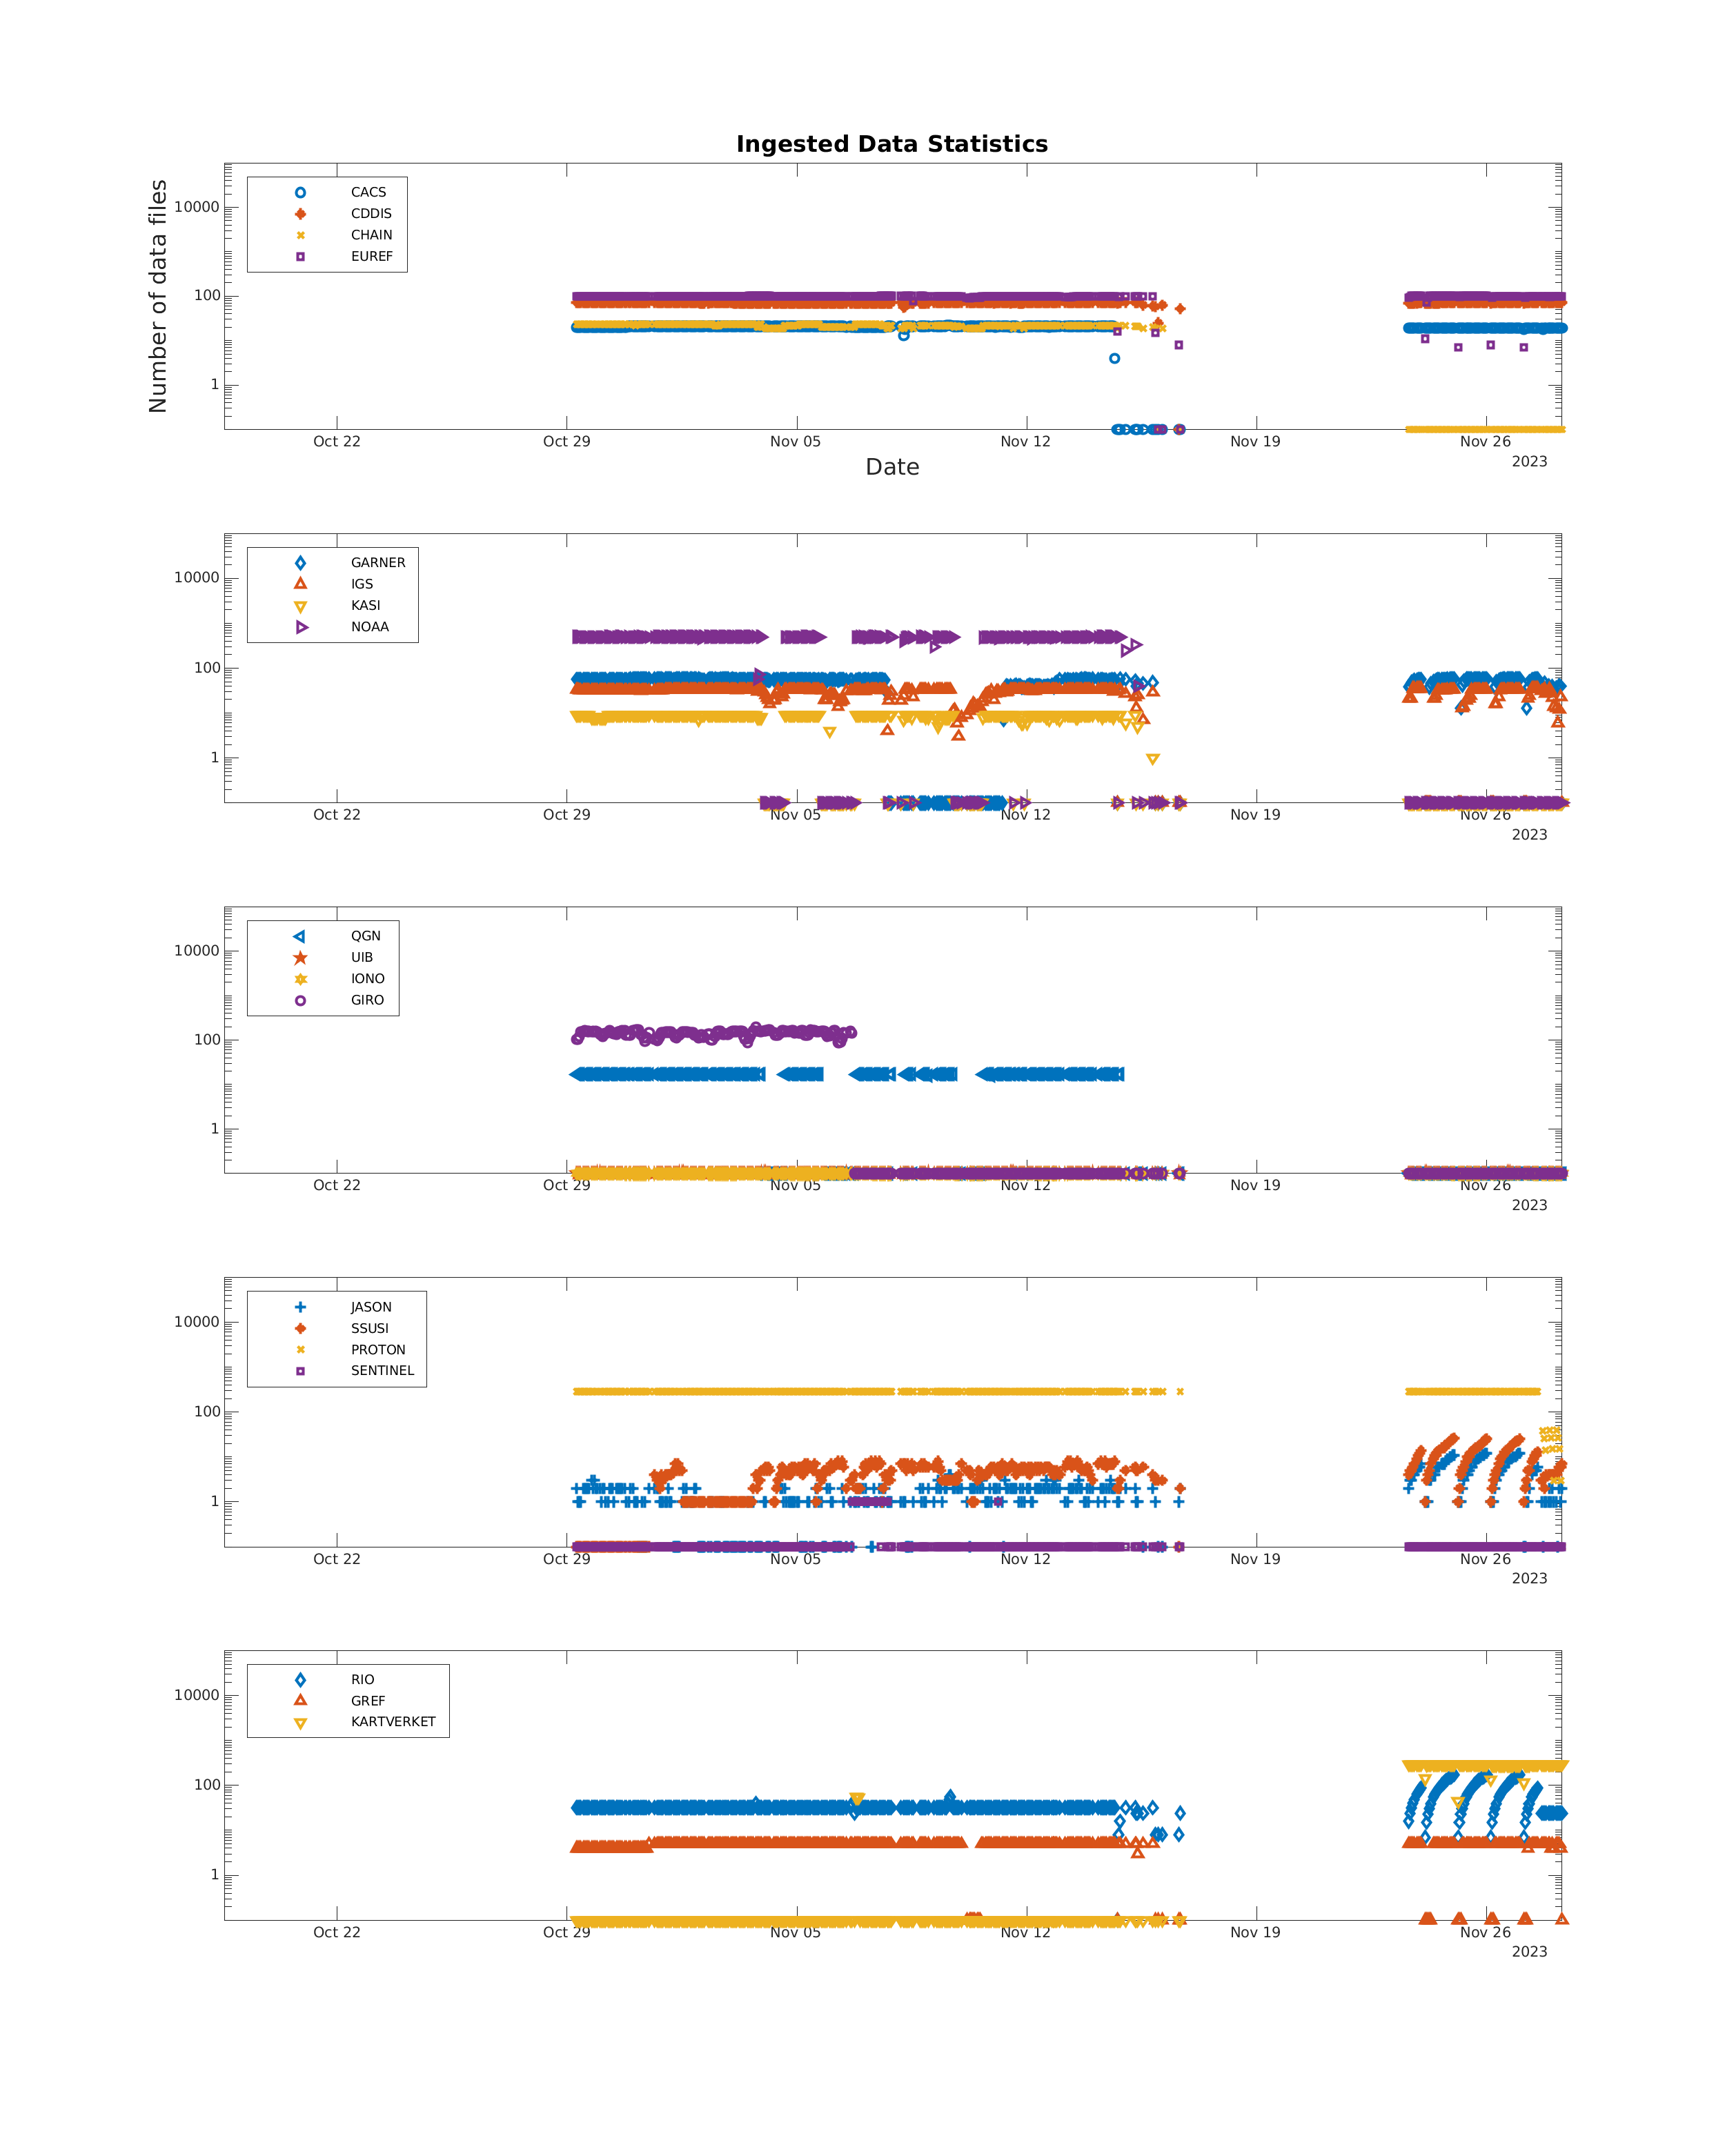 Ingested Data Statistics
Number of data files
CACS
CDDIS
CHAIN
EUREF
10000
100
1
Oct 22 Oct 29 Nov 05 Nov 12 Nov 19 Nov 26
2023
Date
GARNER
IGS
KASI
NOAA
10000
100
1
Oct 22 Oct 29 Nov 05 Nov 12 Nov 19 Nov 26
2023
QGN
UIB
IONO
GIRO
10000
100
1
Oct 22 Oct 29 Nov 05 Nov 12 Nov 19 Nov 26
2023
JASON
SSUSI
PROTON
SENTINEL
10000
100
1
Oct 22 Oct 29 Nov 05 Nov 12 Nov 19 Nov 26
2023
RIO
GREF
KARTVERKET
10000
100
1
Oct 22 Oct 29 Nov 05 Nov 12 Nov 19 Nov 26
2023